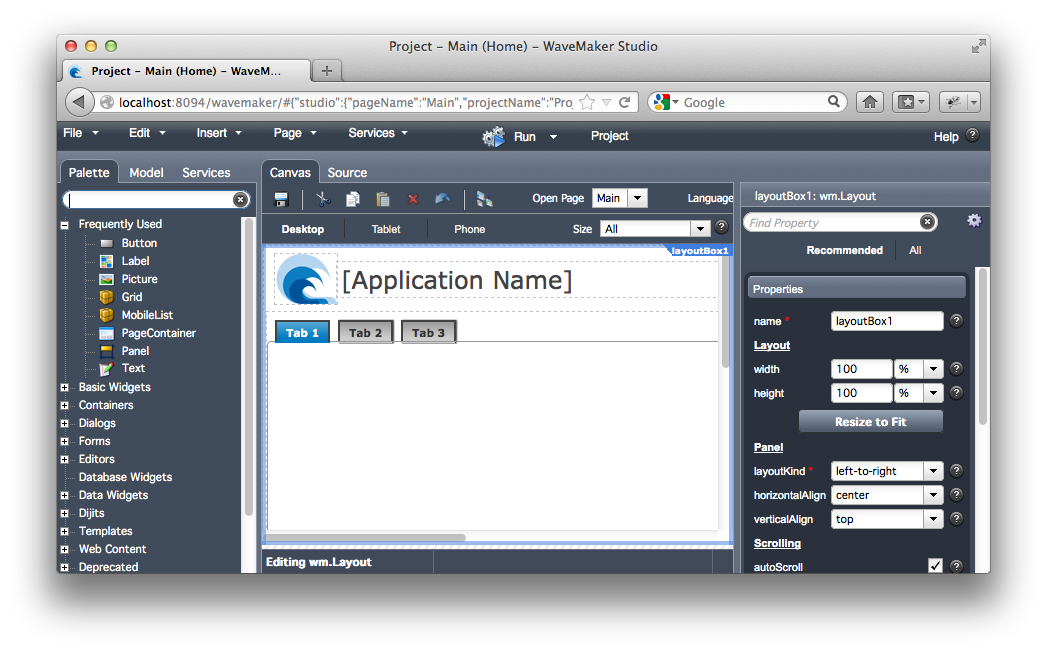 Project – Main (Home) – WaveMaker Studio
Project – Main (Home) – WaveM...
localhost:8094/wavemaker/#{"studio":{"pageName":"Main","projectName":"Pro
Google
File Edit Insert Page Services Run Project Help
Palette Model Services
Canvas Source
Open Page Main Language
Desktop Tablet Phone Size All
Frequently Used
Button
Label
Picture
Grid
MobileList
PageContainer
Panel
Text
Basic Widgets
Containers
Dialogs
Forms
Editors
Database Widgets
Data Widgets
Dijits
Templates
Web Content
Deprecated
layoutBox1
[Application Name]
Tab 1 Tab 2 Tab 3
Editing wm.Layout
layoutBox1: wm.Layout
Find Property
Recommended All
Properties
name * layoutBox1
Layout
width 100 %
height 100 %
Resize to Fit
Panel
layoutKind * left-to-right
horizontalAlign center
verticalAlign top
Scrolling
autoScroll